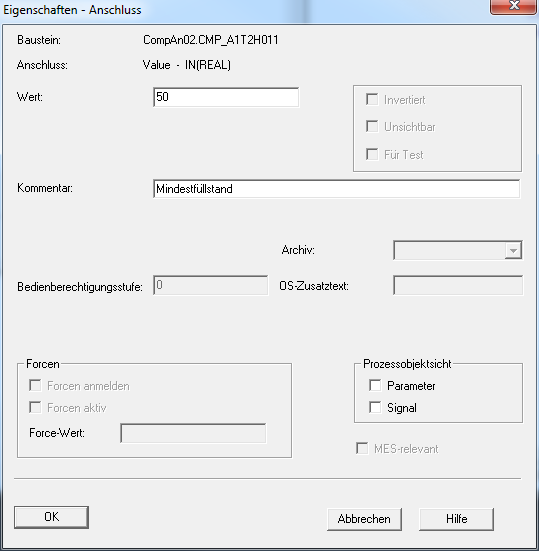 Eigenschaften - Anschluss
Baustein: CompAn02.CMP_A1T2H011
Anschluss: Value - IN(REAL)
Wert: 50
Invertiert
Unsichtbar
Für Test
Kommentar: Mindestfüllstand
Archiv:
Bedienberechtigungsstufe: 0 OS-Zusatztext:
Forcen
Forcen anmelden
Forcen aktiv
Force-Wert:
Prozessobjektsicht
Parameter
Signal
MES-relevant
OK Abbrechen Hilfe